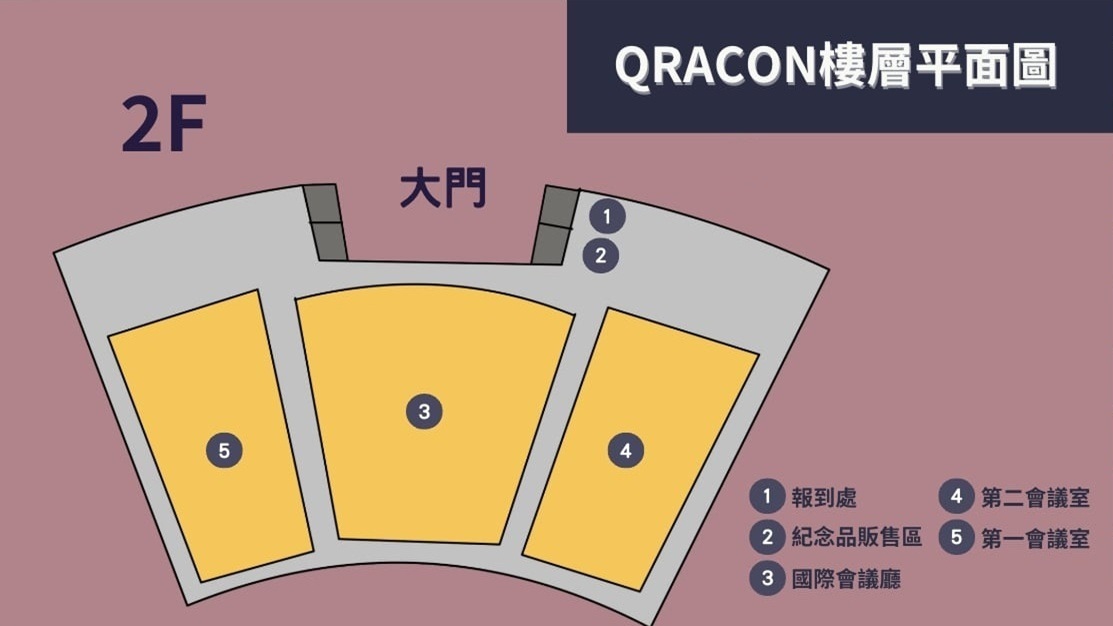 QRACON樓層平面圖
2F
大門
1
2
3
5
4
1 報到處
2 紀念品販售區
3 國際會議廳
4 第二會議室
5 第一會議室